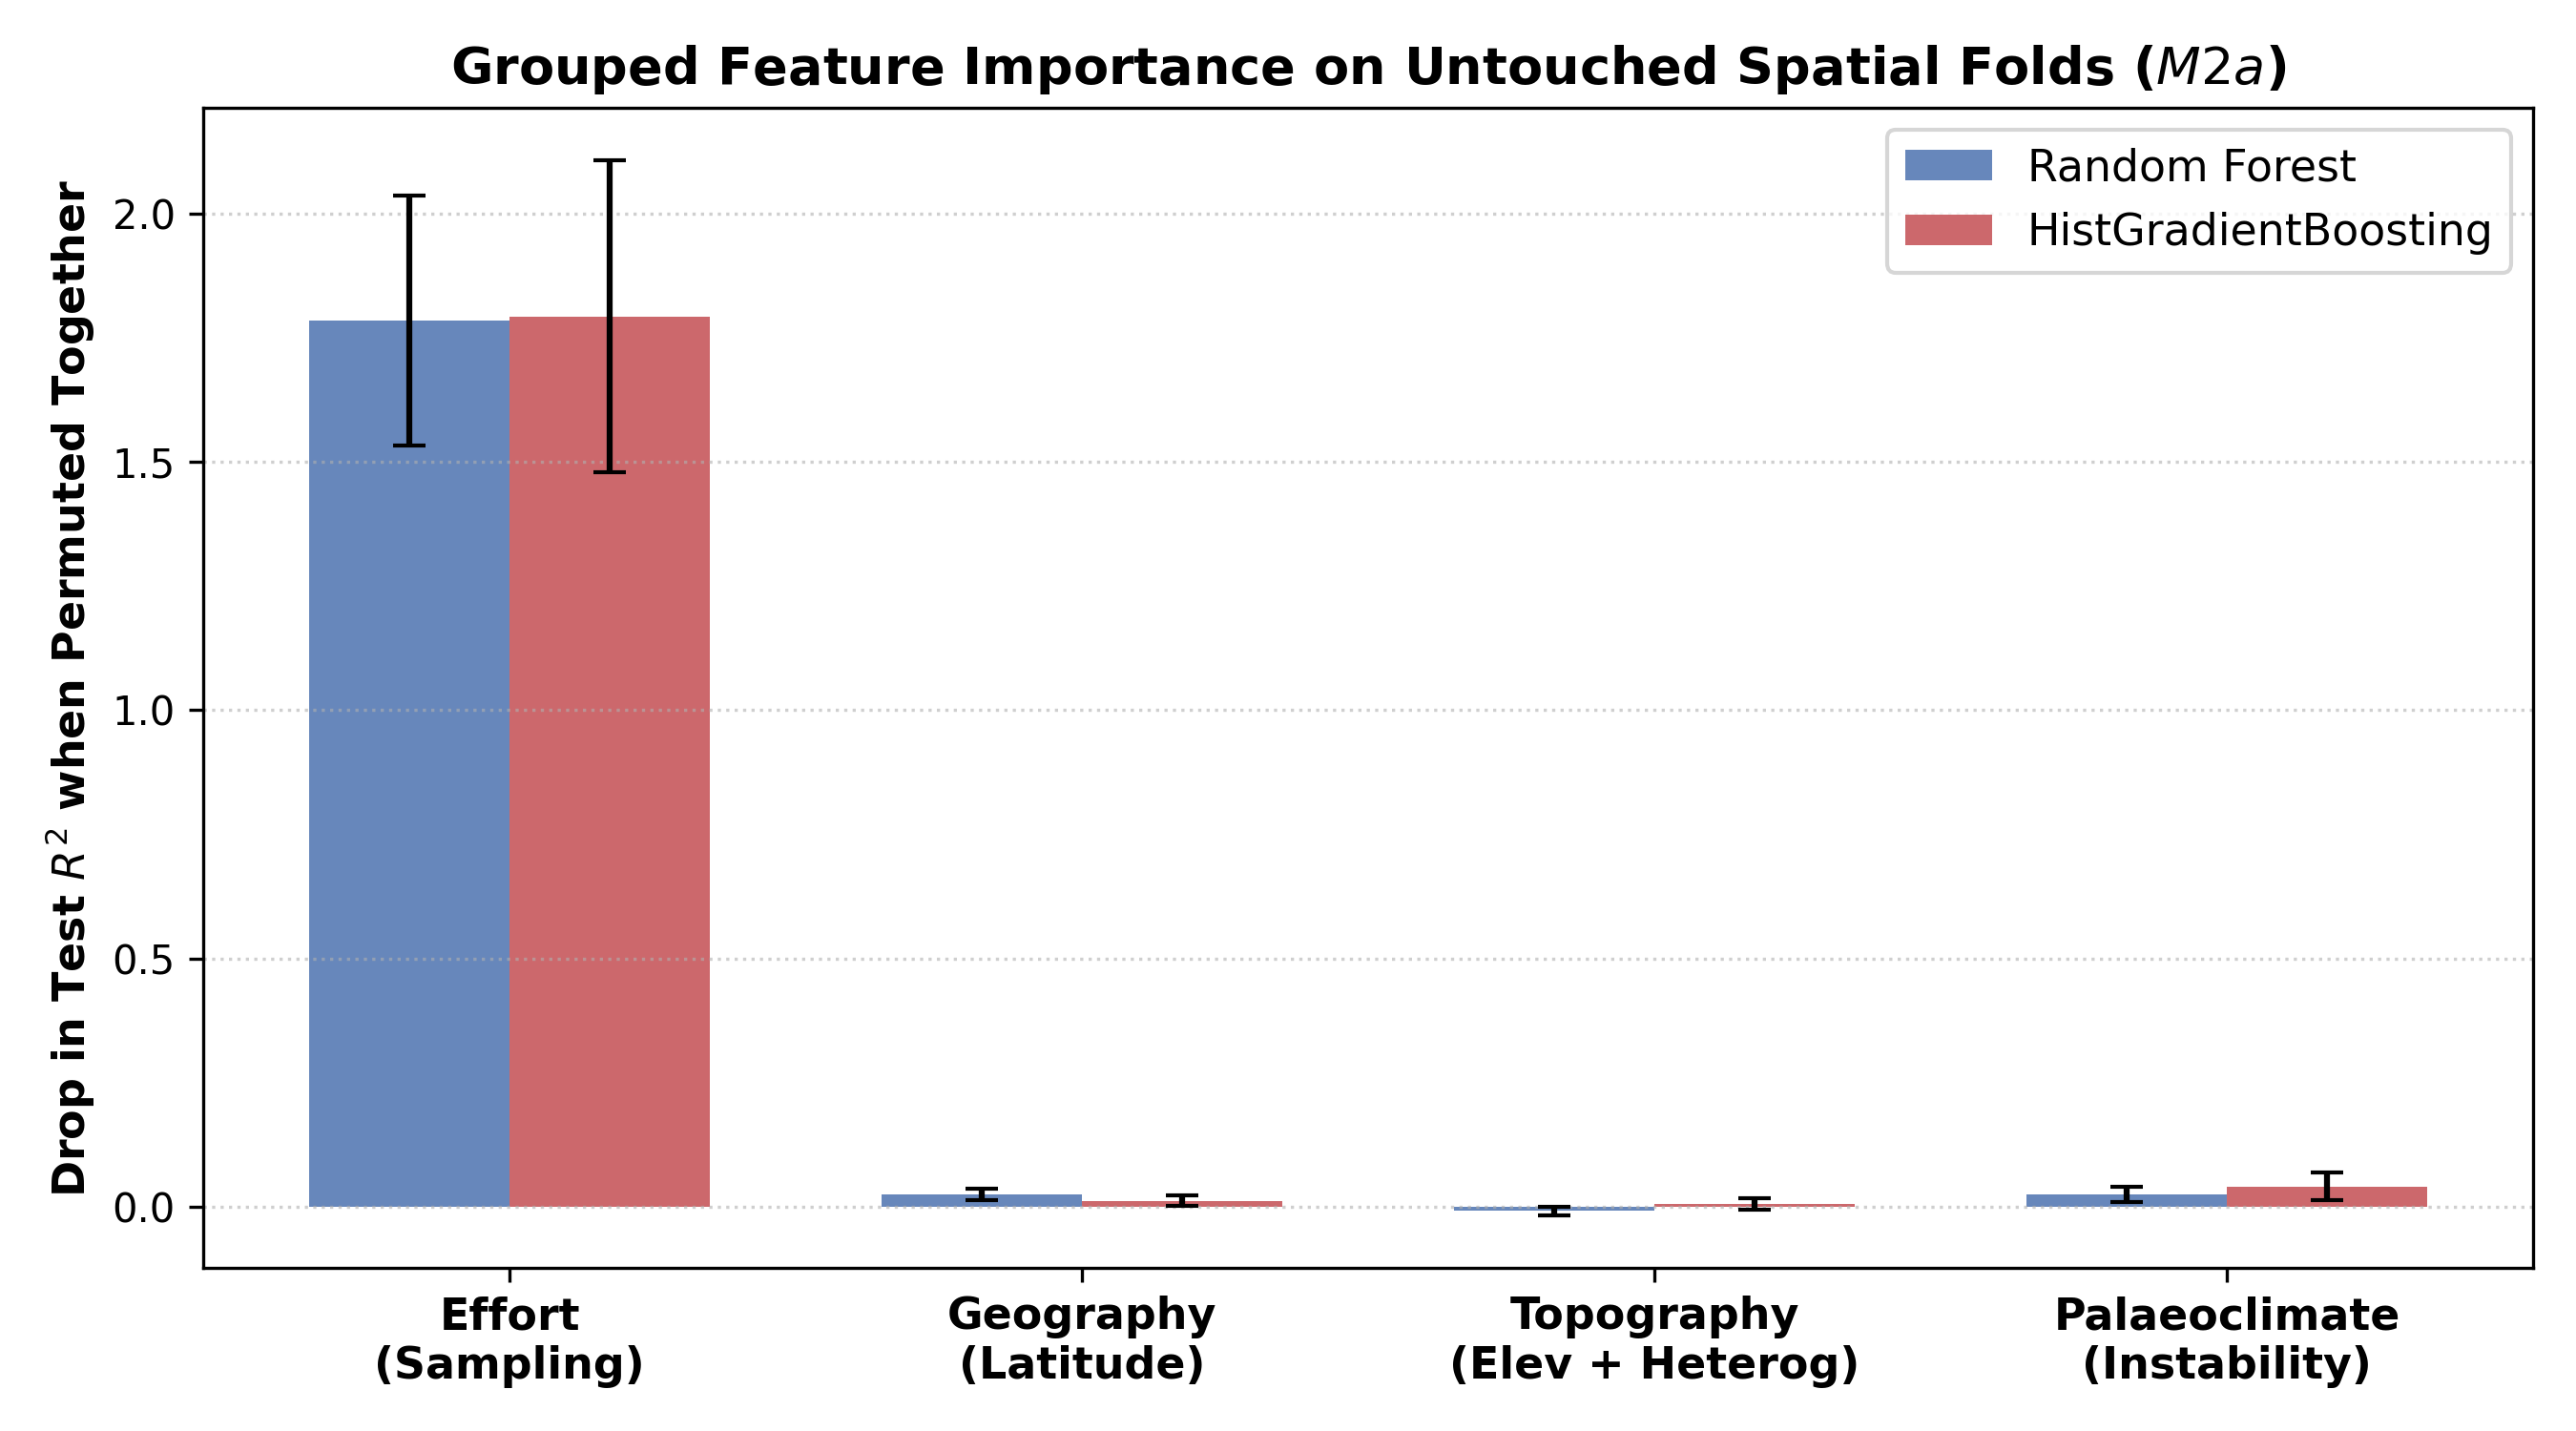 Grouped Feature Importance on Untouched Spatial Folds (M2a)
Random Forest
HistGradientBoosting
Drop in Test R² when Permuted Together
2.0
1.5
1.0
0.5
0.0
Effort
(Sampling)
Geography
(Latitude)
Topography
(Elev + Heterog)
Palaeoclimate
(Instability)